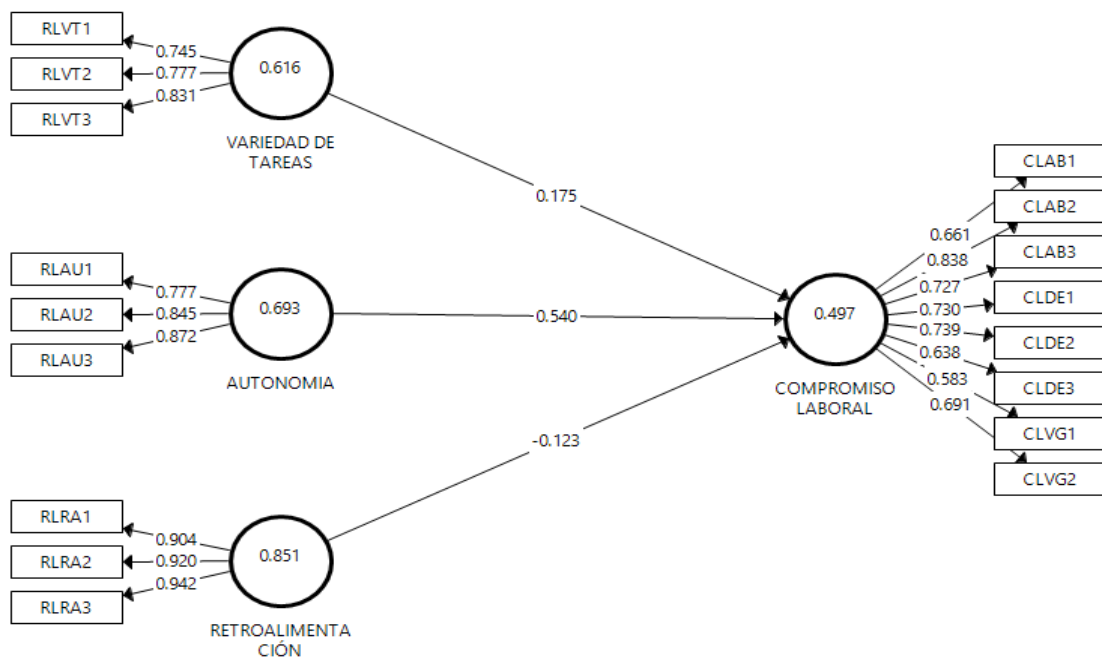 RLVT1
RLVT2
RLVT3
0.745
0.777
0.831
0.616
VARIEDAD DE
TAREAS
0.175
RLAU1
RLAU2
RLAU3
0.777
0.845
0.872
0.693
AUTONOMIA
0.540
RLRA1
RLRA2
RLRA3
0.904
0.920
0.942
0.851
RETROALIMENTA
CIÓN
-0.123
0.497
COMPROMISO
LABORAL
0.661
0.838
0.727
0.730
0.739
0.638
0.583
0.691
CLAB1
CLAB2
CLAB3
CLDE1
CLDE2
CLDE3
CLVG1
CLVG2